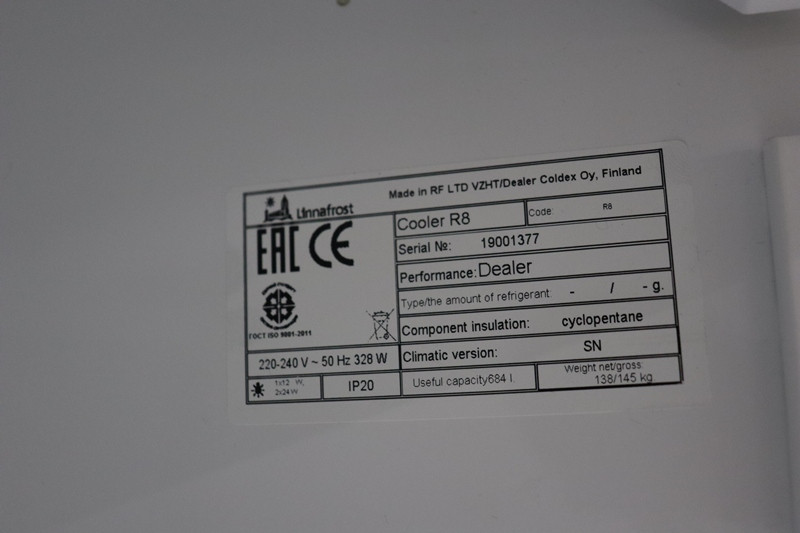 Made in RF LTD VZHT/Dealer Coldex Oy, Finland
Linnafrost
Cooler R8
Code: R8
EAC CE
Serial №: 19001377
Performance: Dealer
Type/the amount of refrigerant: - / - g.
ГОСТ ISO 9001-2011
Component insulation: cyclopentane
220-240 V ~ 50 Hz 328 W
Climatic version: SN
1x12 W,
2x24 W
IP20
Useful capacity684 l.
Weight net/gross
138/145 kg